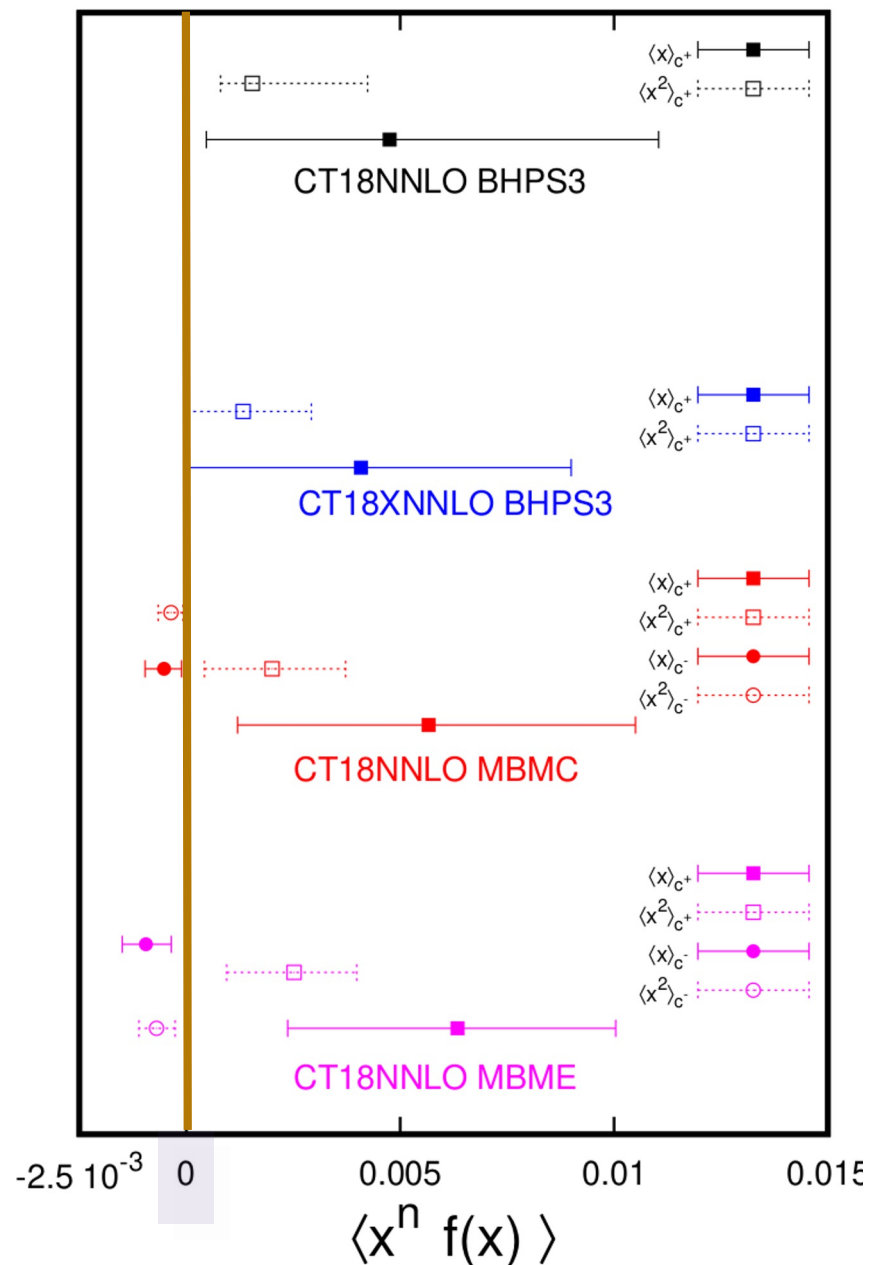 ⟨x⟩c+
⟨x²⟩c+
CT18NNLO BHPS3
⟨x⟩c+
⟨x²⟩c+
CT18XNNLO BHPS3
⟨x⟩c+
⟨x²⟩c+
⟨x⟩c-
⟨x²⟩c-
CT18NNLO MBMC
⟨x⟩c+
⟨x²⟩c+
⟨x⟩c-
⟨x²⟩c-
CT18NNLO MBME
-2.5 10⁻³ 0 0.005 0.01 0.015
⟨xⁿ f(x) ⟩